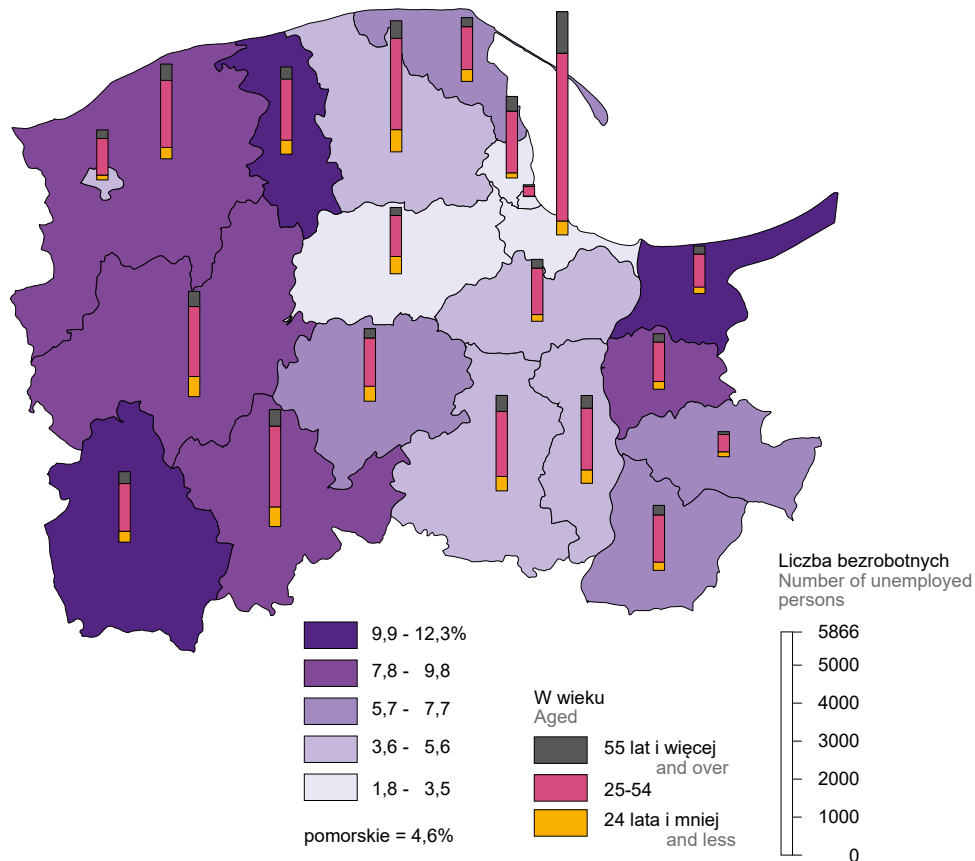 Liczba bezrobotnych
Number of unemployed
persons
5866
5000
4000
3000
2000
1000
0
9,9 - 12,3%
7,8 - 9,8
5,7 - 7,7
3,6 - 5,6
1,8 - 3,5
pomorskie = 4,6%
W wieku
Aged
55 lat i więcej
and over
25-54
24 lata i mniej
and less